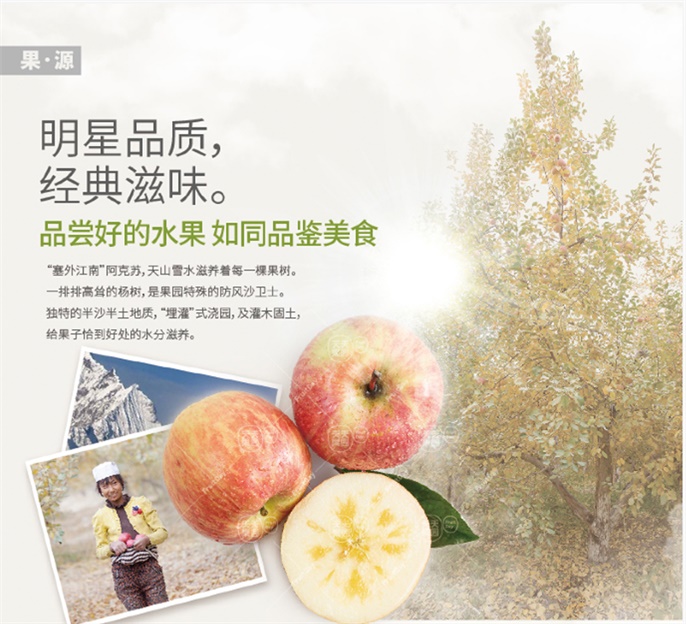 果·源
明星品质，
经典滋味。
品尝好的水果 如同品鉴美食
“塞外江南”阿克苏，天山雪水滋养着每一棵果树。
一排排高耸的杨树，是果园特殊的防风沙卫士。
独特的半沙半土地质，“埋灌”式浇园，及灌木固土，
给果子恰到好处的水分滋养。